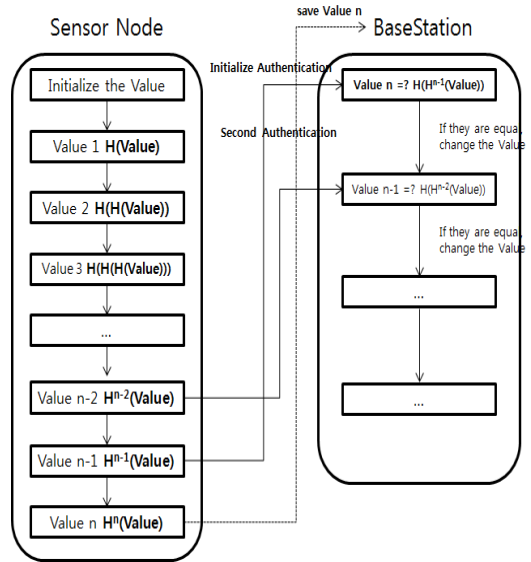 save Value n
Sensor Node
BaseStation
Initialize Authentication
Initialize the Value
Value n =? H(Hⁿ⁻¹(Value))
Second Authentication
If they are equal,
change the Value
Value 1 H(Value)
Value n-1 =? H(Hⁿ⁻²(Value))
Value 2 H(H(Value))
If they are equal,
change the Value
Value 3 H(H(H(Value)))
...
...
Value n-2 Hⁿ⁻²(Value)
...
Value n-1 Hⁿ⁻¹(Value)
Value n Hⁿ(Value)